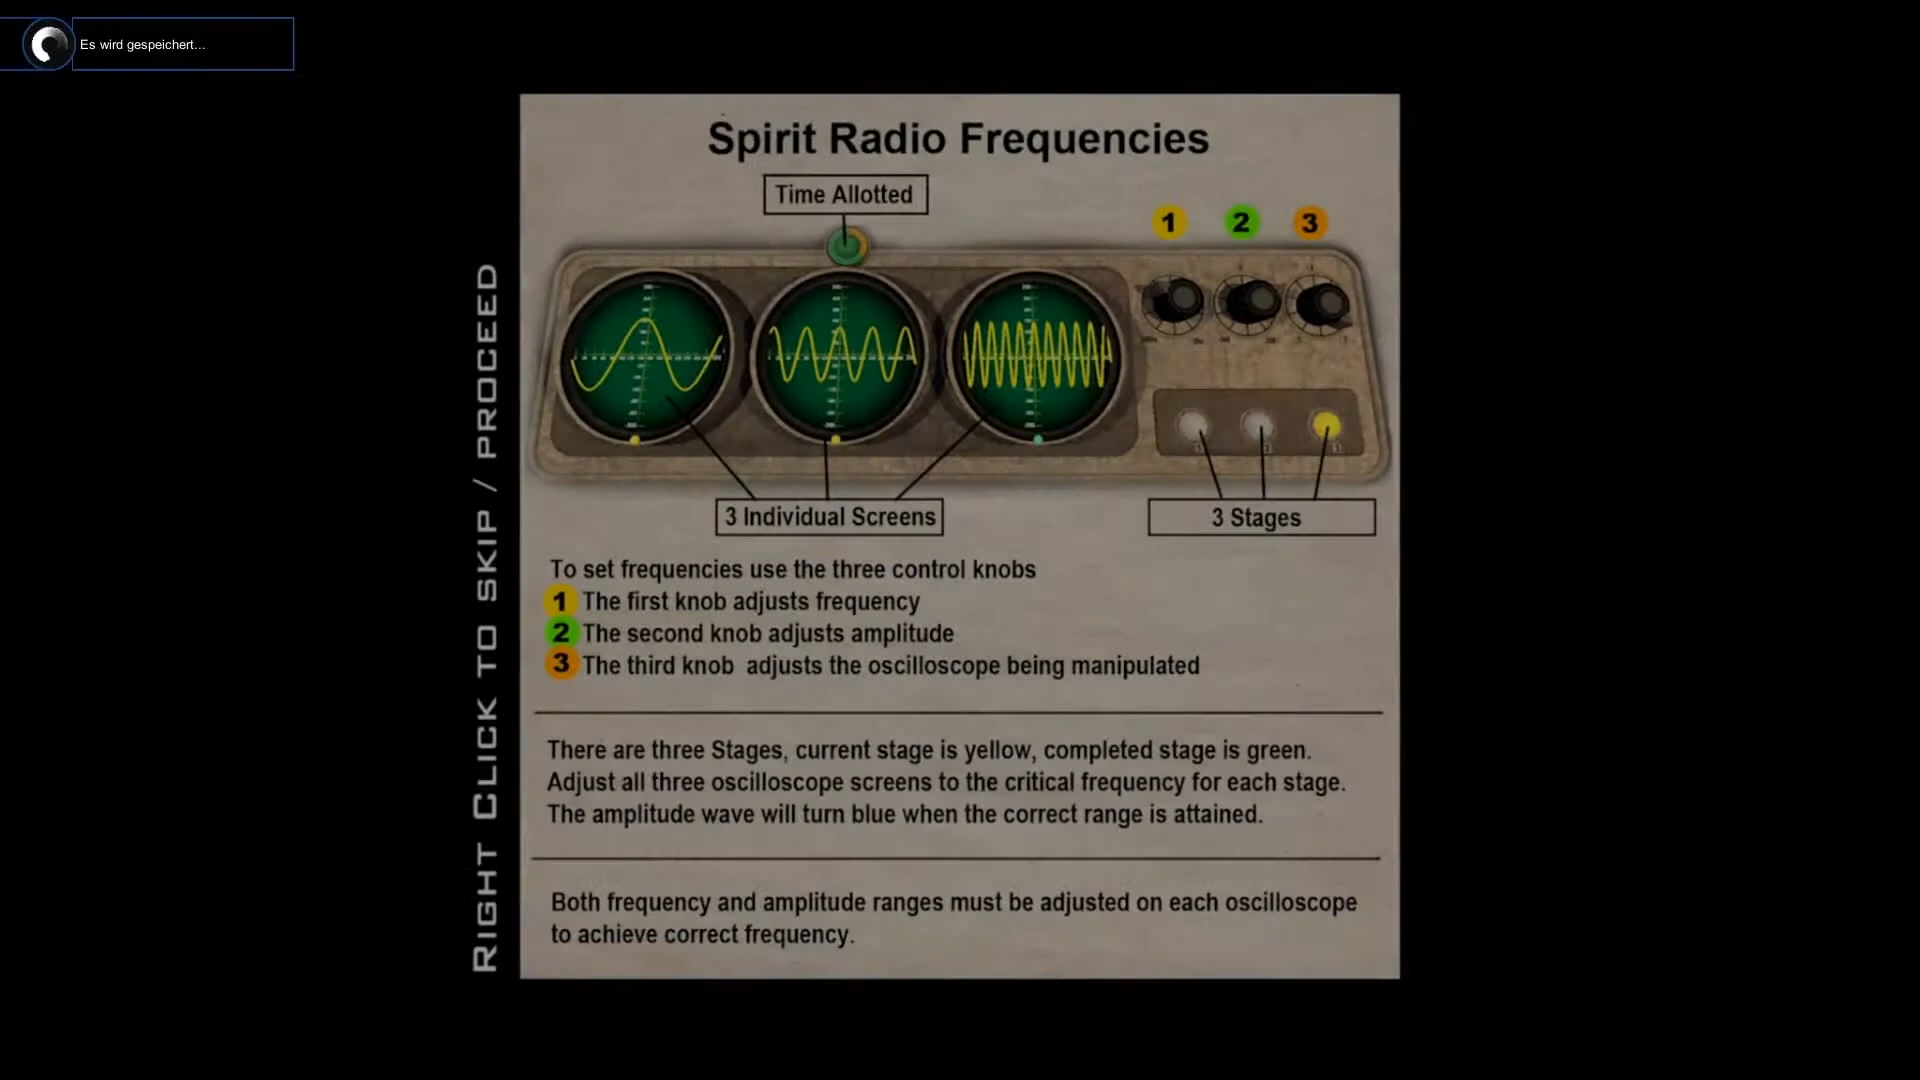 Es wird gespeichert...
Spirit Radio Frequencies
Time Allotted
1 2 3
3 Individual Screens
3 Stages
To set frequencies use the three control knobs
1 The first knob adjusts frequency
2 The second knob adjusts amplitude
3 The third knob adjusts the oscilloscope being manipulated
There are three Stages, current stage is yellow, completed stage is green.
Adjust all three oscilloscope screens to the critical frequency for each stage.
The amplitude wave will turn blue when the correct range is attained.
Both frequency and amplitude ranges must be adjusted on each oscilloscope
to achieve correct frequency.
RIGHT CLICK TO SKIP / PROCEED